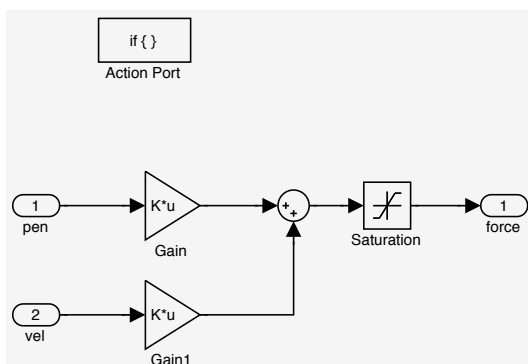 if { }
Action Port
1
pen
K*u
Gain
+
+
Saturation
1
force
2
vel
K*u
Gain1